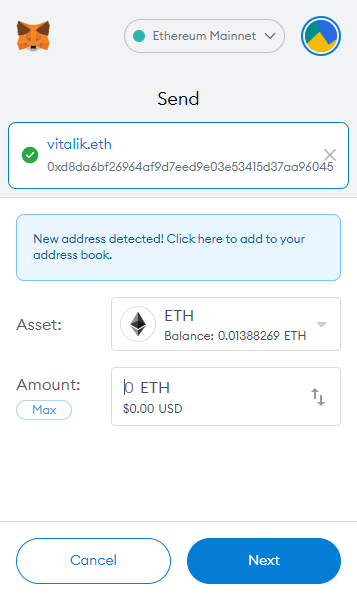 Ethereum Mainnet
Send
vitalik.eth
0xd8da6bf26964af9d7eed9e03e53415d37aa96045
New address detected! Click here to add to your
address book.
Asset:
ETH
Balance: 0.01388269 ETH
Amount:
Max
0 ETH
$0.00 USD
Cancel
Next